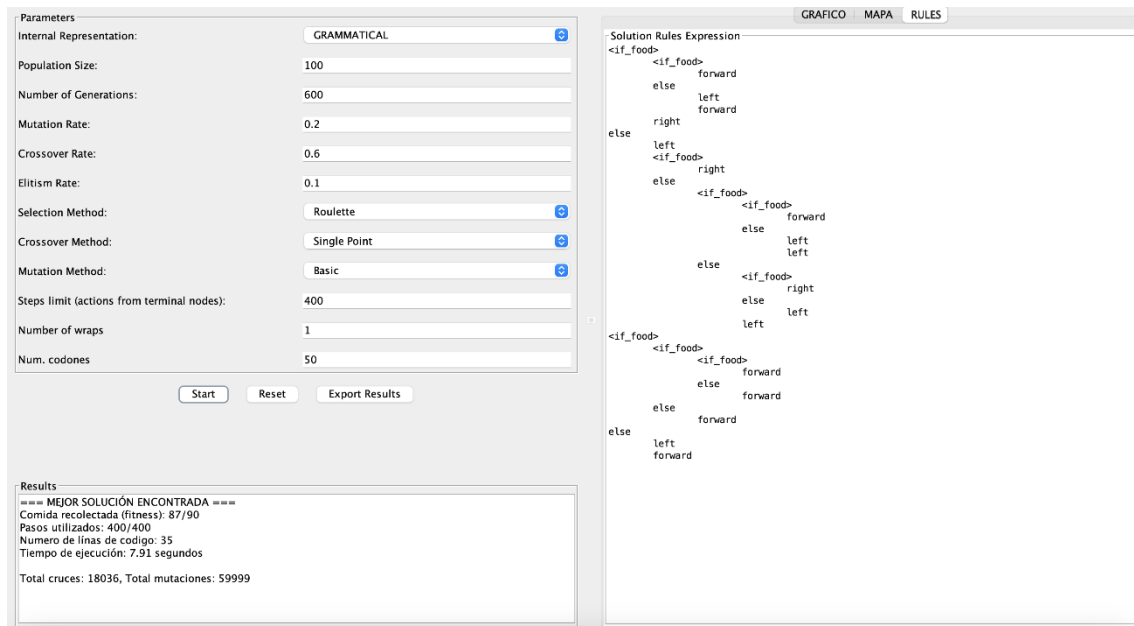 Parameters
Internal Representation: GRAMMATICAL
Population Size: 100
Number of Generations: 600
Mutation Rate: 0.2
Crossover Rate: 0.6
Elitism Rate: 0.1
Selection Method: Roulette
Crossover Method: Single Point
Mutation Method: Basic
Steps limit (actions from terminal nodes): 400
Number of wraps 1
Num. codones 50
Start Reset Export Results
Results
=== MEJOR SOLUCIÓN ENCONTRADA ===
Comida recolectada (fitness): 87/90
Pasos utilizados: 400/400
Numero de línas de codigo: 35
Tiempo de ejecución: 7.91 segundos
Total cruces: 18036, Total mutaciones: 59999
GRAFICO MAPA RULES
Solution Rules Expression
<if_food>
<if_food>
forward
else
left
forward
right
else
left
<if_food>
right
else
<if_food>
<if_food>
forward
else
left
left
else
<if_food>
right
else
left
left
<if_food>
<if_food>
<if_food>
forward
else
forward
else
forward
else
left
forward